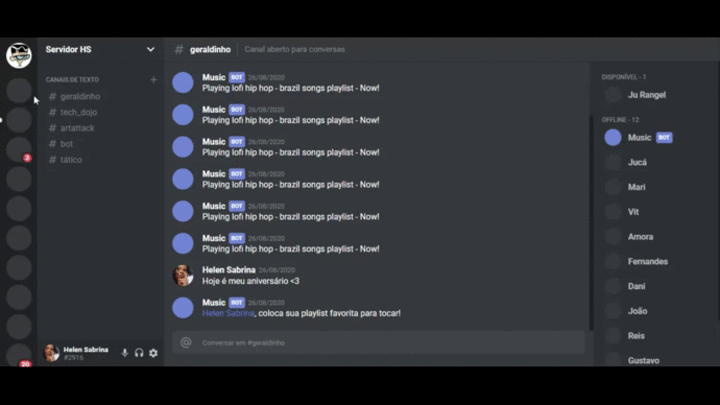 Servidor HS
# geraldinho
Canal aberto para conversas
CANAIS DE TEXTO +
# geraldinho
# tech_dojo
# artattack
# bot
# tático
3
20
Helen Sabrina
#2916
Music BOT 26/08/2020
Playing lofi hip hop - brazil songs playlist - Now!
Music BOT 26/08/2020
Playing lofi hip hop - brazil songs playlist - Now!
Music BOT 26/08/2020
Playing lofi hip hop - brazil songs playlist - Now!
Music BOT 26/08/2020
Playing lofi hip hop - brazil songs playlist - Now!
Music BOT 26/08/2020
Playing lofi hip hop - brazil songs playlist - Now!
Music BOT 26/08/2020
Playing lofi hip hop - brazil songs playlist - Now!
Helen Sabrina 26/08/2020
Hoje é meu aniversário <3
Music BOT 26/08/2020
Helen Sabrina, coloca sua playlist favorita para tocar!
@ Conversar em #geraldinho
DISPONÍVEL - 1
Ju Rangel
OFFLINE - 12
Music BOT
Jucá
Mari
Vit
Amora
Fernandes
Dani
João
Reis
Gustavo